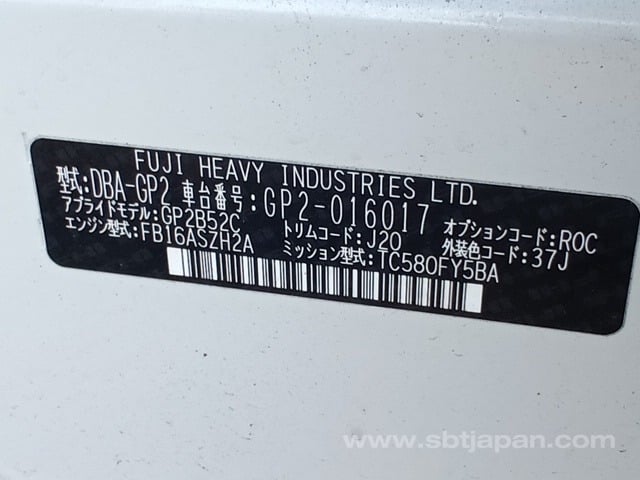 FUJI HEAVY INDUSTRIES LTD.
型式:DBA-GP2 車台番号:GP2-016017
アプライドモデル:GP2B52C トリムコード:J20 オプションコード:ROC
エンジン型式:FB16ASZH2A ミッション型式:TC580FY5BA 外装色コード:37J
www.sbtjapan.com